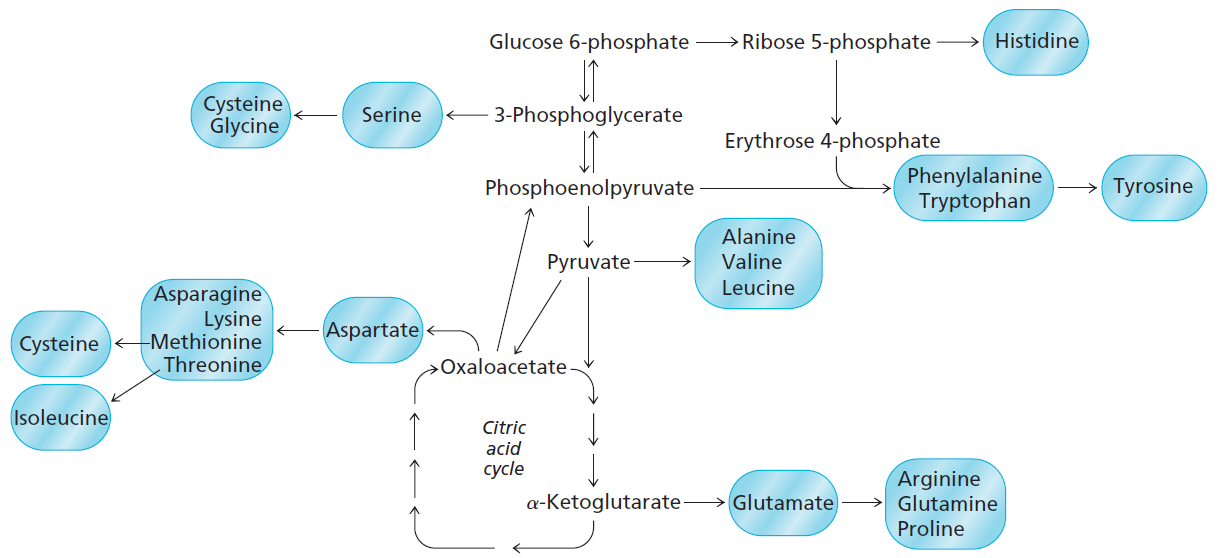 Glucose 6-phosphate
Ribose 5-phosphate
Histidine
Cysteine
Glycine
Serine
3-Phosphoglycerate
Erythrose 4-phosphate
Phosphoenolpyruvate
Phenylalanine
Tryptophan
Tyrosine
Pyruvate
Alanine
Valine
Leucine
Asparagine
Lysine
Methionine
Threonine
Aspartate
Cysteine
Isoleucine
Oxaloacetate
Citric
acid
cycle
α-Ketoglutarate
Glutamate
Arginine
Glutamine
Proline